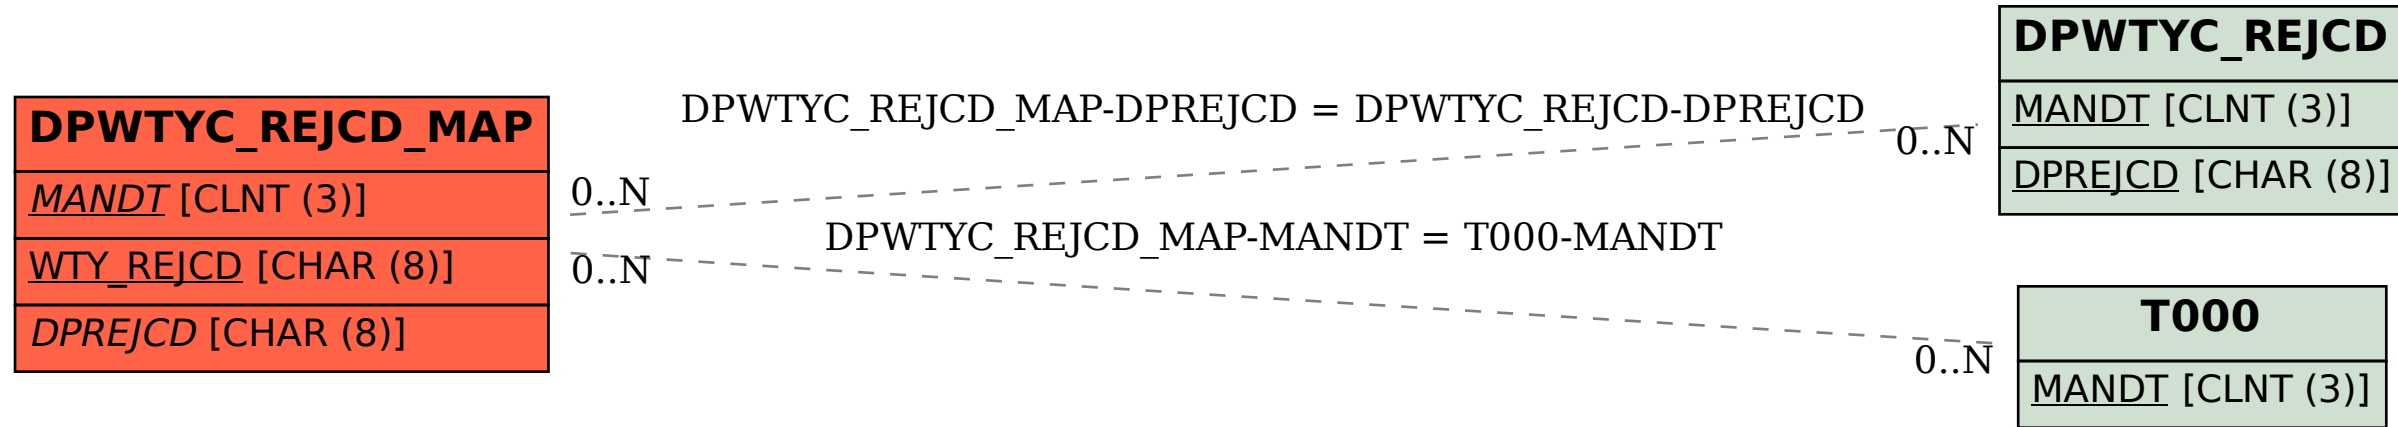 DPWTYC_REJCD_MAP
MANDT [CLNT (3)]
WTY_REJCD [CHAR (8)]
DPREJCD [CHAR (8)]
DPWTYC_REJCD_MAP-DPREJCD = DPWTYC_REJCD-DPREJCD
0..N
0..N
DPWTYC_REJCD_MAP-MANDT = T000-MANDT
0..N
0..N
DPWTYC_REJCD
MANDT [CLNT (3)]
DPREJCD [CHAR (8)]
T000
MANDT [CLNT (3)]